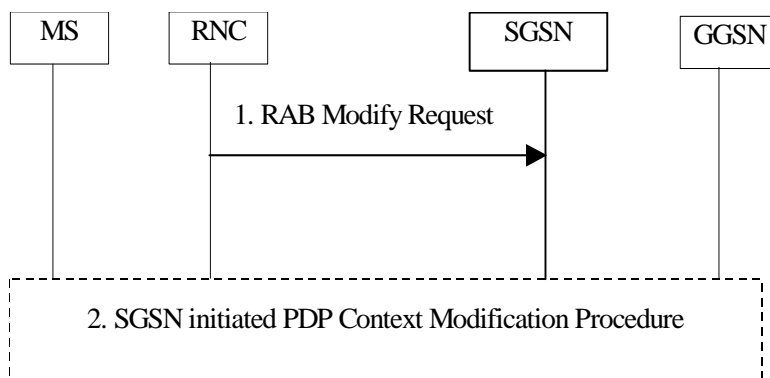 MS
RNC
SGSN
GGSN
1. RAB Modify Request
2. SGSN initiated PDP Context Modification Procedure